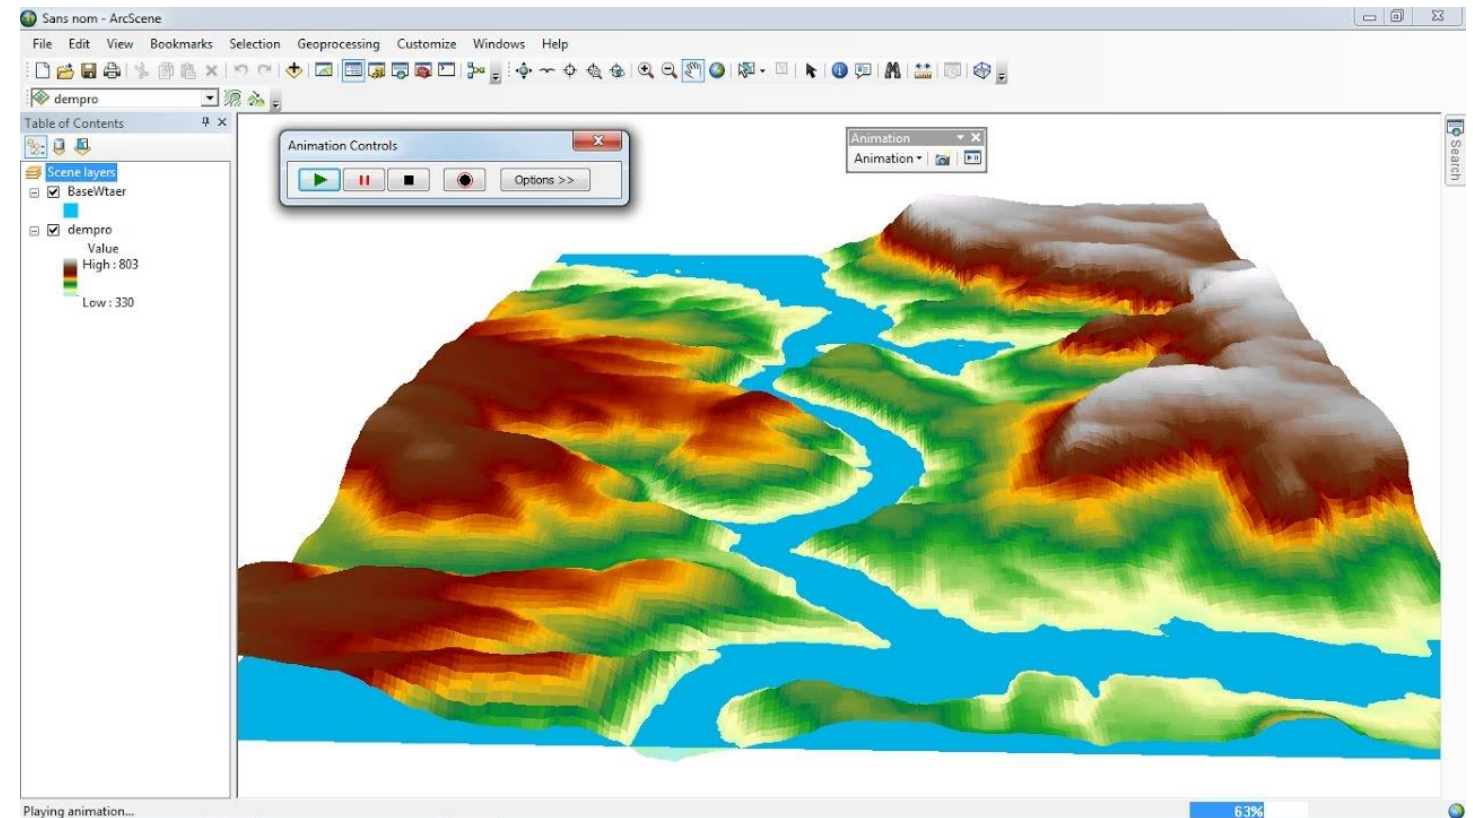 Sans nom - ArcScene
File Edit View Bookmarks Selection Geoprocessing Customize Windows Help
dempro
Table of Contents
Scene layers
BaseWtaer
dempro
Value
High : 803
Low : 330
Animation Controls
Options >>
Animation
Animation
Search
Playing animation...
63%